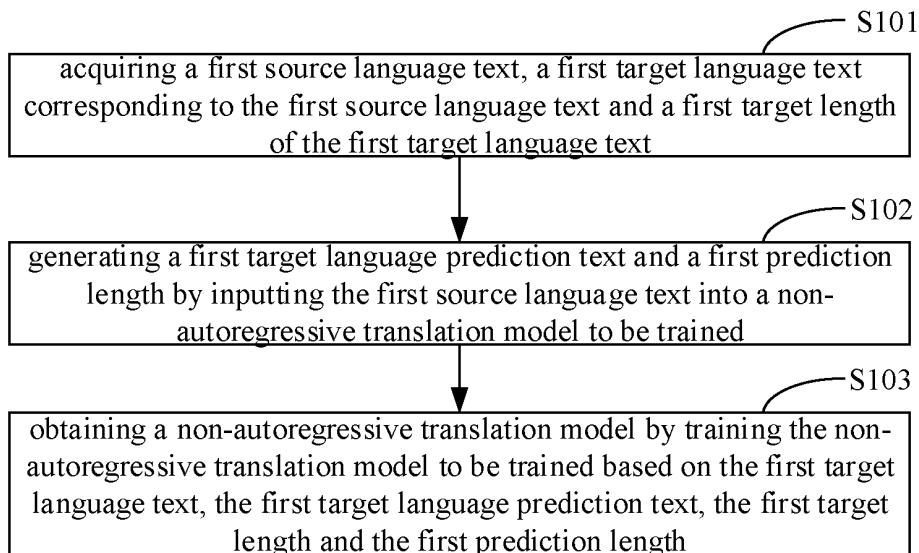 S101
acquiring a first source language text, a first target language text
corresponding to the first source language text and a first target length
of the first target language text
S102
generating a first target language prediction text and a first prediction
length by inputting the first source language text into a non-
autoregressive translation model to be trained
S103
obtaining a non-autoregressive translation model by training the non-
autoregressive translation model to be trained based on the first target
language text, the first target language prediction text, the first target
length and the first prediction length